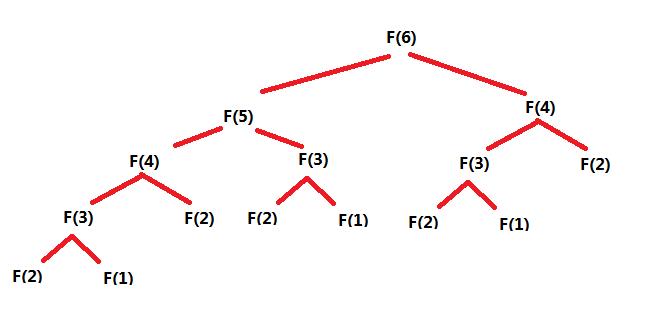 F(6)
F(5) F(4)
F(4) F(3) F(3) F(2)
F(3) F(2) F(2) F(1) F(2) F(1)
F(2) F(1)